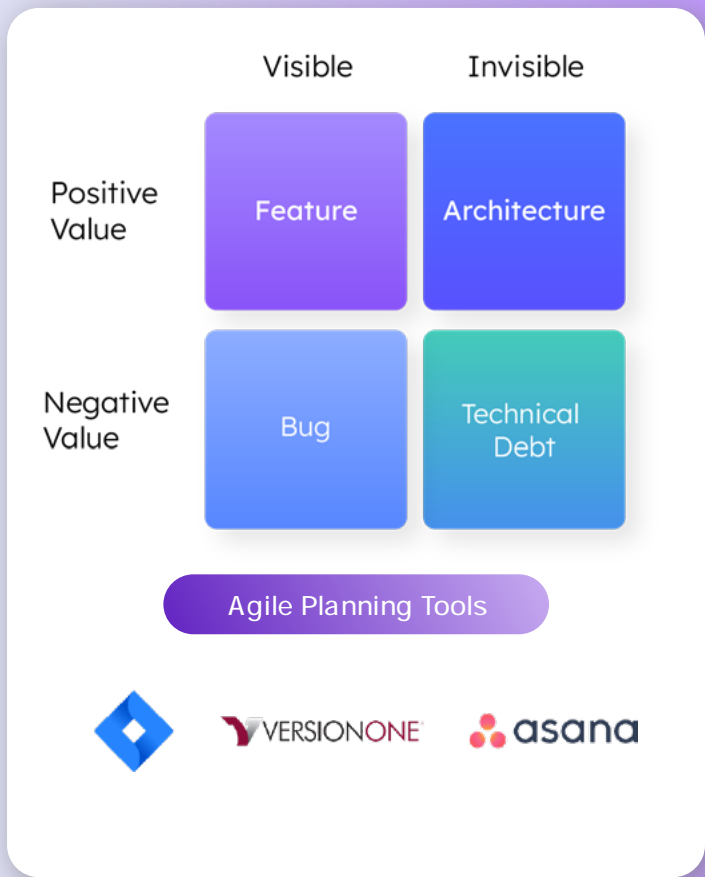 Visible Invisible
Positive
Value
Feature
Architecture
Negative
Value
Bug
Technical
Debt
Agile Planning Tools
VERSIONONE
asana